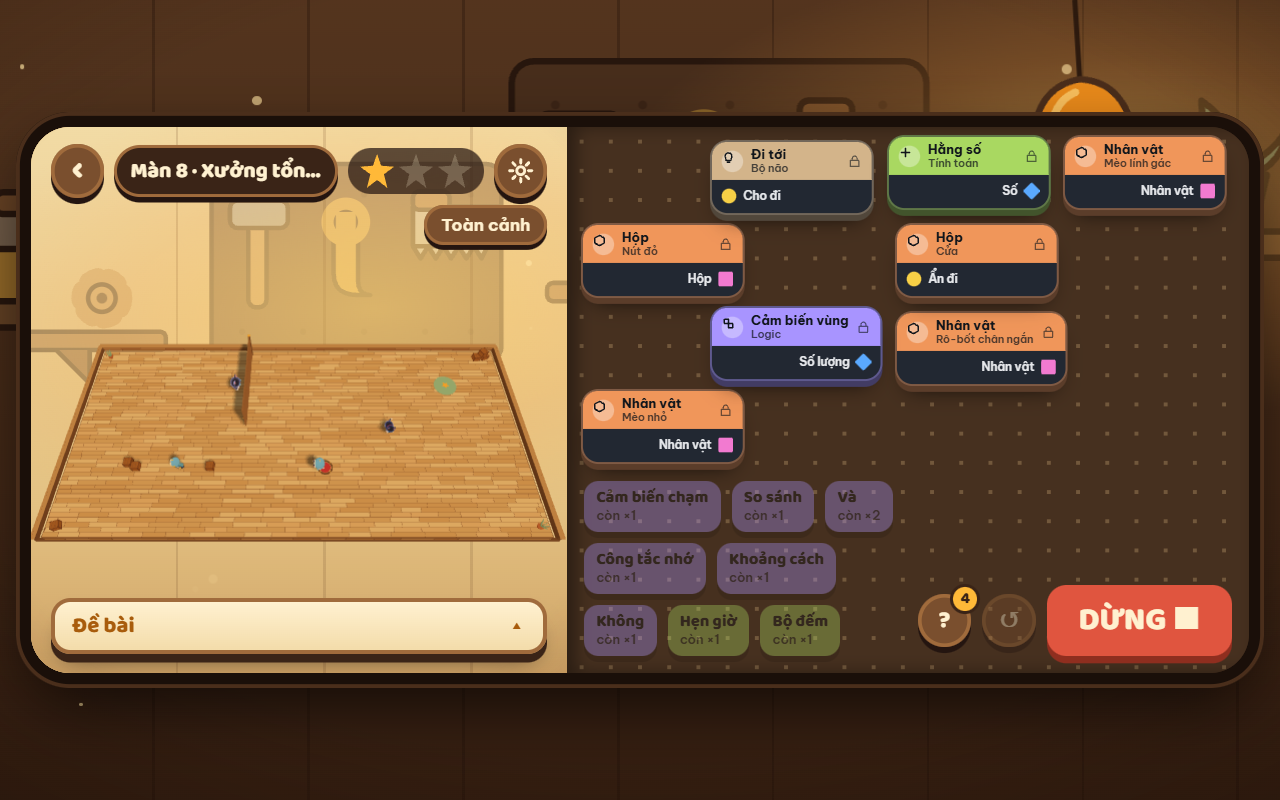 Màn 8 · Xưởng tổn...
Toàn cảnh
Đề bài
Đi tới
Bộ não
Cho đi
Hằng số
Tính toán
Số
Nhân vật
Mèo lính gác
Nhân vật
Hộp
Nút đỏ
Hộp
Hộp
Cửa
Ẩn đi
Cảm biến vùng
Logic
Số lượng
Nhân vật
Rô-bốt chân ngắn
Nhân vật
Nhân vật
Mèo nhỏ
Nhân vật
Cảm biến chạm
còn ×1
So sánh
còn ×1
Và
còn ×2
Công tắc nhớ
còn ×1
Khoảng cách
còn ×1
Không
còn ×1
Hẹn giờ
còn ×1
Bộ đếm
còn ×1
?
4
DỪNG